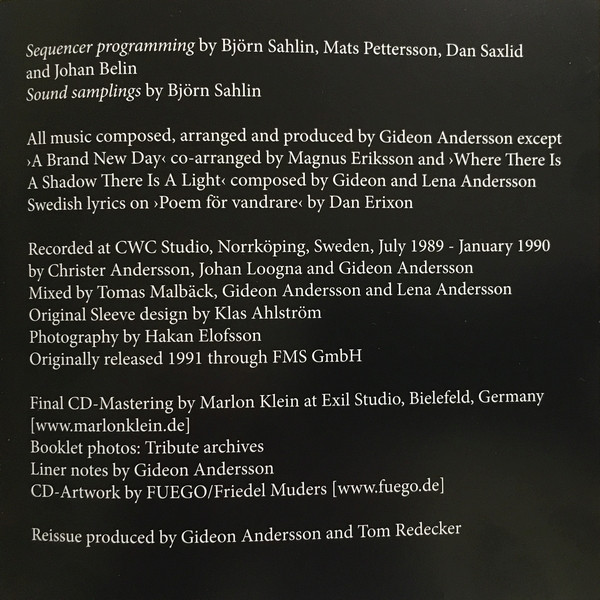 Sequencer programming by Björn Sahlin, Mats Pettersson, Dan Saxlid
and Johan Belin
Sound samplings by Björn Sahlin
All music composed, arranged and produced by Gideon Andersson except
›A Brand New Day‹ co-arranged by Magnus Eriksson and ›Where There Is
A Shadow There Is A Light‹ composed by Gideon and Lena Andersson
Swedish lyrics on ›Poem för vandrare‹ by Dan Erixon
Recorded at CWC Studio, Norrköping, Sweden, July 1989 - January 1990
by Christer Andersson, Johan Loogna and Gideon Andersson
Mixed by Tomas Malbäck, Gideon Andersson and Lena Andersson
Original Sleeve design by Klas Ahlström
Photography by Hakan Elofsson
Originally released 1991 through FMS GmbH
Final CD-Mastering by Marlon Klein at Exil Studio, Bielefeld, Germany
[www.marlonklein.de]
Booklet photos: Tribute archives
Liner notes by Gideon Andersson
CD-Artwork by FUEGO/Friedel Muders [www.fuego.de]
Reissue produced by Gideon Andersson and Tom Redecker